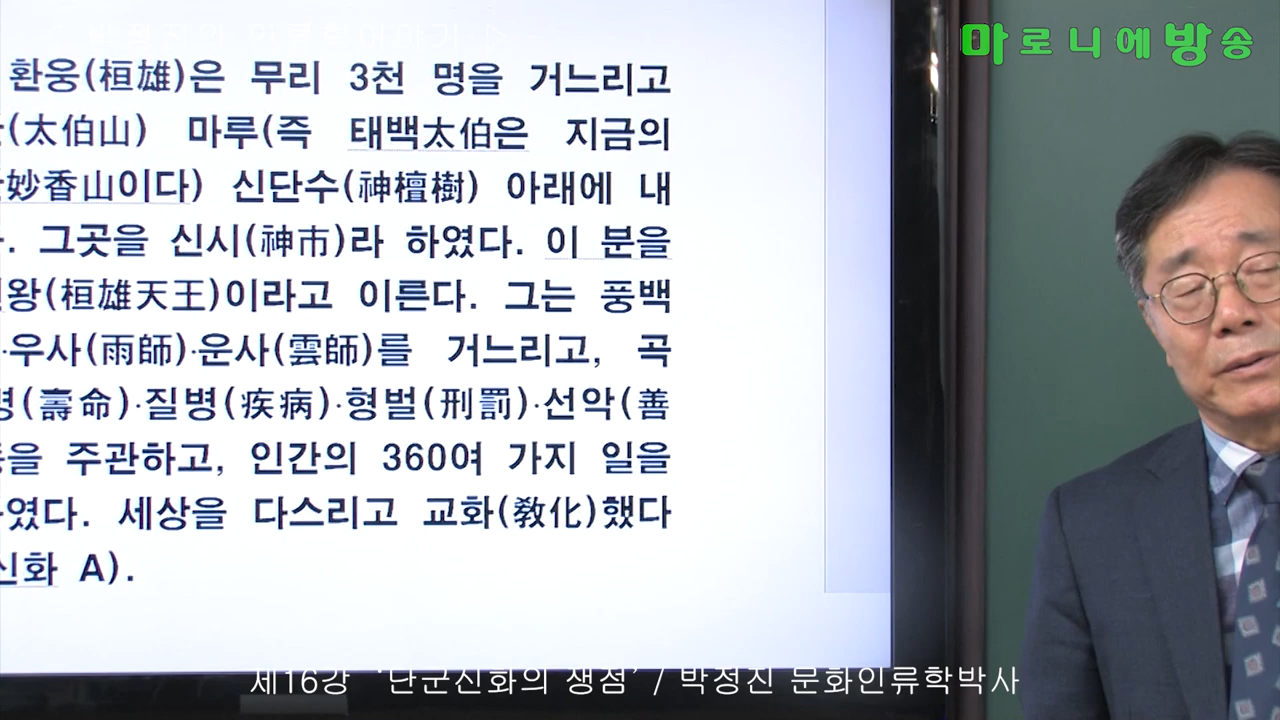 마로니에방송
환웅(桓雄)은 무리 3천 명을 거느리고
(太伯山) 마루(즉 태백太伯은 지금의
妙香山이다) 신단수(神檀樹) 아래에 내
. 그곳을 신시(神市)라 하였다. 이 분을
왕(桓雄天王)이라고 이른다. 그는 풍백
·우사(雨師)·운사(雲師)를 거느리고, 곡
(壽命)·질병(疾病)·형벌(刑罰)·선악(善
을 주관하고, 인간의 360여 가지 일을
였다. 세상을 다스리고 교화(敎化)했다
신화 A).
제16강 '단군신화의 쟁점' / 박정진 문화인류학박사